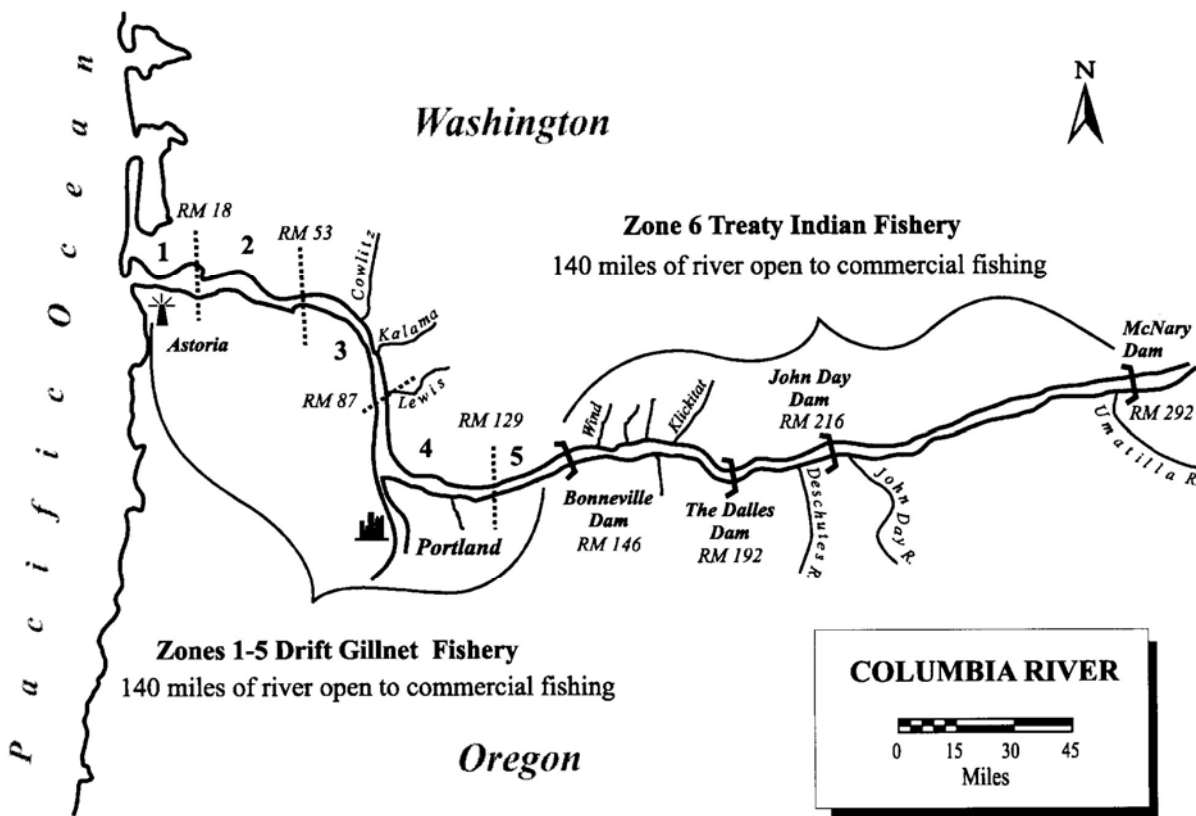 Pacific Ocean
Washington
N
RM 18
1
2
RM 53
Cowlitz
Zone 6 Treaty Indian Fishery
140 miles of river open to commercial fishing
Astoria
3
Kalama
RM 87
Lewis
McNary
Dam
RM 292
Umatilla R.
John Day
Dam
RM 216
Wind
Klickitat
4
RM 129
5
Bonneville
Dam
RM 146
The Dalles
Dam
RM 192
Deschutes R.
John Day R.
Portland
Zones 1-5 Drift Gillnet Fishery
140 miles of river open to commercial fishing
Oregon
COLUMBIA RIVER
0 15 30 45
Miles